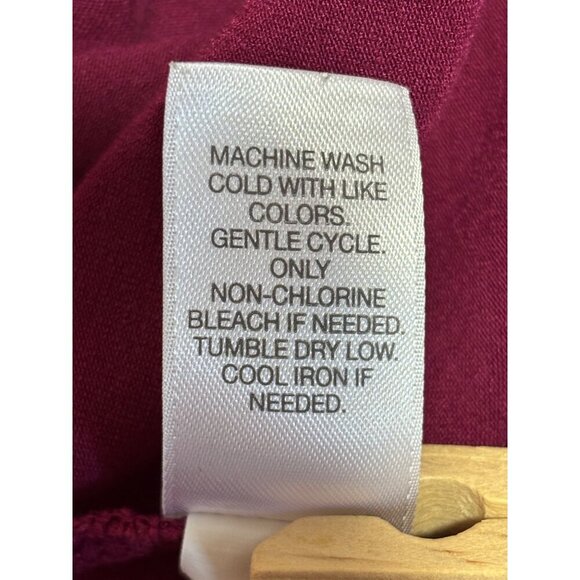 MACHINE WASH
COLD WITH LIKE
COLORS.
GENTLE CYCLE.
ONLY
NON-CHLORINE
BLEACH IF NEEDED.
TUMBLE DRY LOW.
COOL IRON IF
NEEDED.